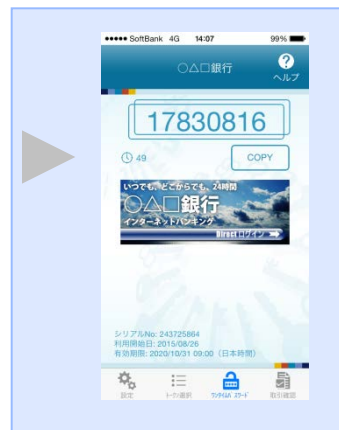 ●●●●● SoftBank 4G 14:07 99%
○△□銀行
?
ヘルプ
17830816
49
COPY
いつでも、どこからでも、24時間
○△□銀行
インターネットバンキング
Direct ログイン
シリアルNo: 243725864
利用開始日: 2015/08/26
有効期限: 2020/10/31 09:00（日本時間）
設定 トークン選択 ワンタイムパスワード 取引確認